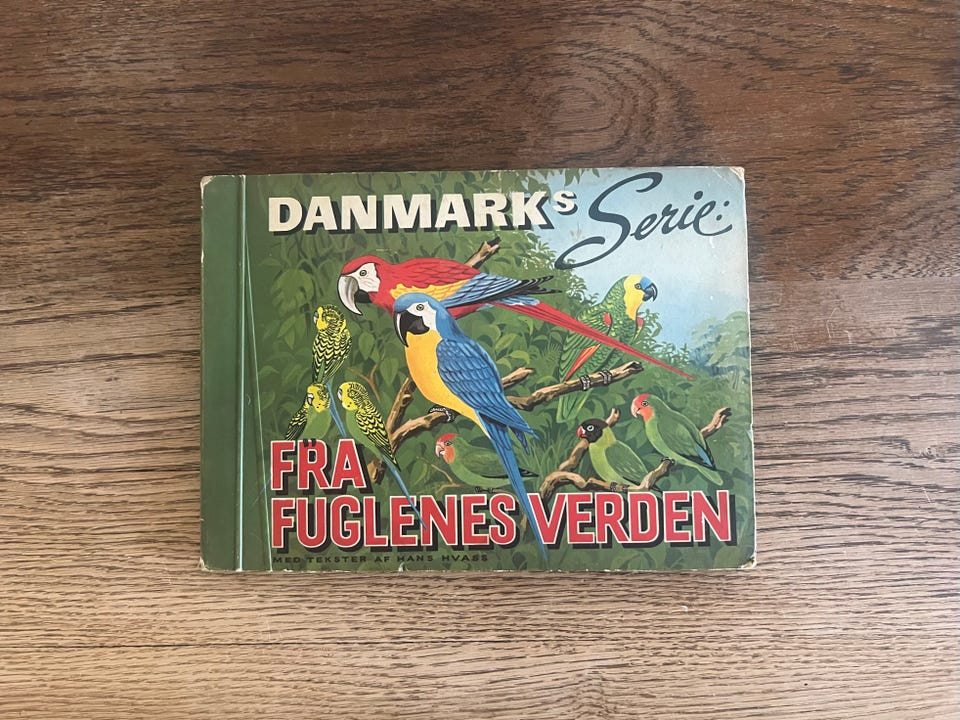 DANMARKs Serie:
FRA
FUGLENES VERDEN
MED TEKSTER AF HANS HVASS